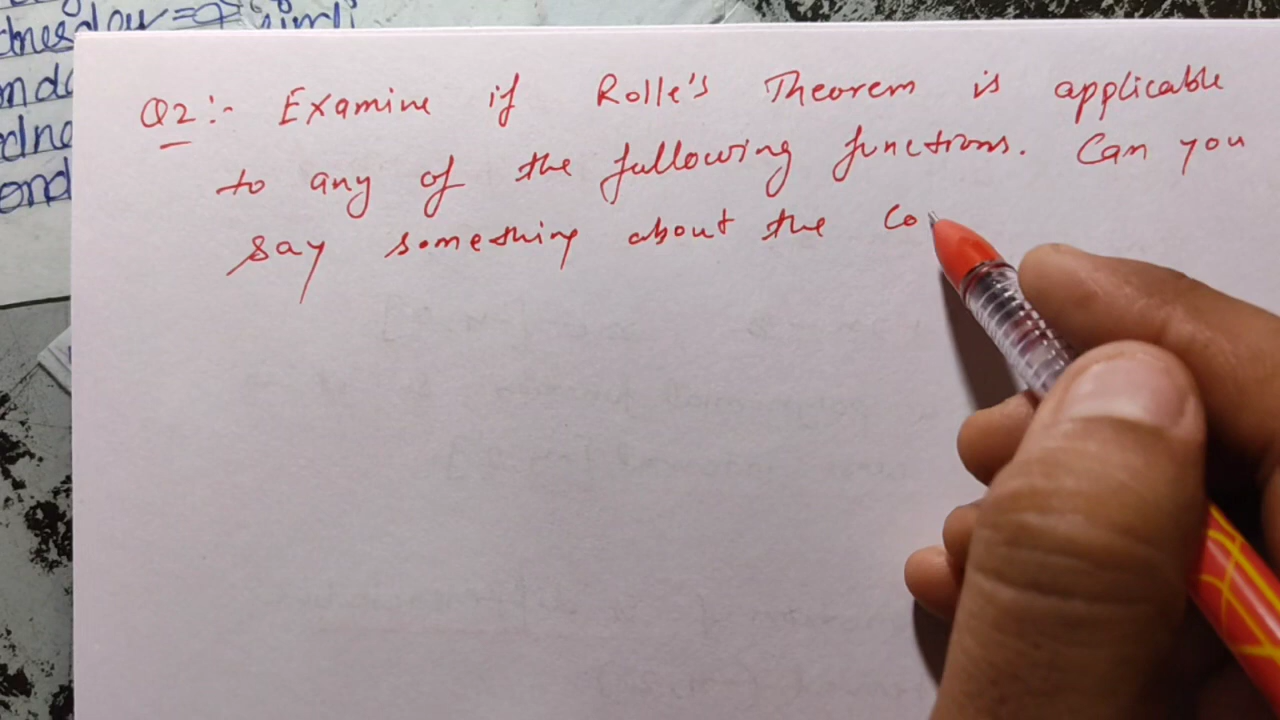 Q2:- Examine if Rolle's Theorem is applicable
to any of the following functions. Can you
say something about the Co